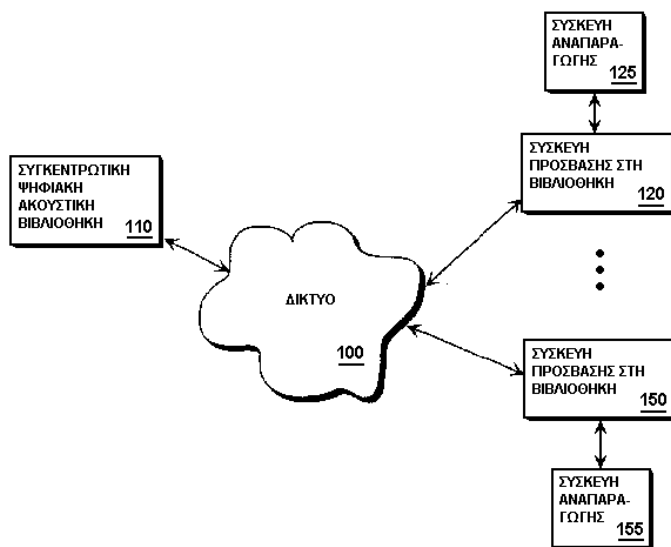 ΣΥΣΚΕΥΗ
ΑΝΑΠΑΡΑ-
ΓΩΓΗΣ
125
ΣΥΓΚΕΝΤΡΩΤΙΚΗ
ΨΗΦΙΑΚΗ
ΑΚΟΥΣΤΙΚΗ
ΒΙΒΛΙΟΘΗΚΗ
110
ΣΥΣΚΕΥΗ
ΠΡΟΣΒΑΣΗΣ ΣΤΗ
ΒΙΒΛΙΟΘΗΚΗ
120
ΔΙΚΤΥΟ
100
ΣΥΣΚΕΥΗ
ΠΡΟΣΒΑΣΗΣ ΣΤΗ
ΒΙΒΛΙΟΘΗΚΗ
150
ΣΥΣΚΕΥΗ
ΑΝΑΠΑΡΑ-
ΓΩΓΗΣ
155